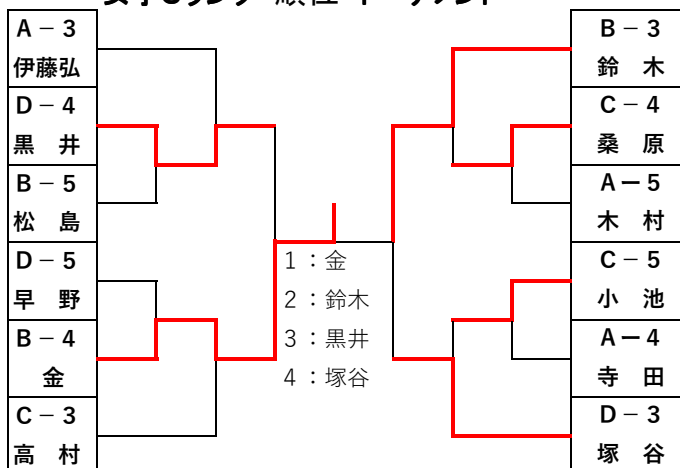 A－3
伊藤弘
D－4
黒　井
B－5
松　島
D－5
早　野
B－4
金
C－3
高　村
1：金
2：鈴木
3：黒井
4：塚谷
B－3
鈴　木
C－4
桑　原
A－5
木　村
C－5
小　池
A－4
寺　田
D－3
塚　谷